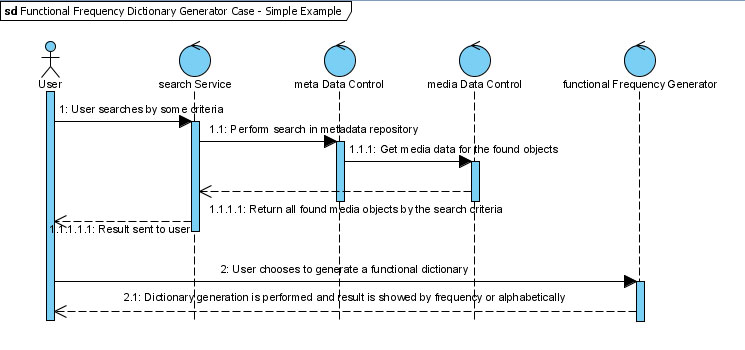 sd Functional Frequency Dictionary Generator Case - Simple Example
User
search Service
meta Data Control
media Data Control
functional Frequency Generator
1: User searches by some criteria
1.1: Perform search in metadata repository
1.1.1: Get media data for the found objects
1.1.1.1: Return all found media objects by the search criteria
1.1.1.1.1: Result sent to user
2: User chooses to generate a functional dictionary
2.1: Dictionary generation is performed and result is showed by frequency or alphabetically